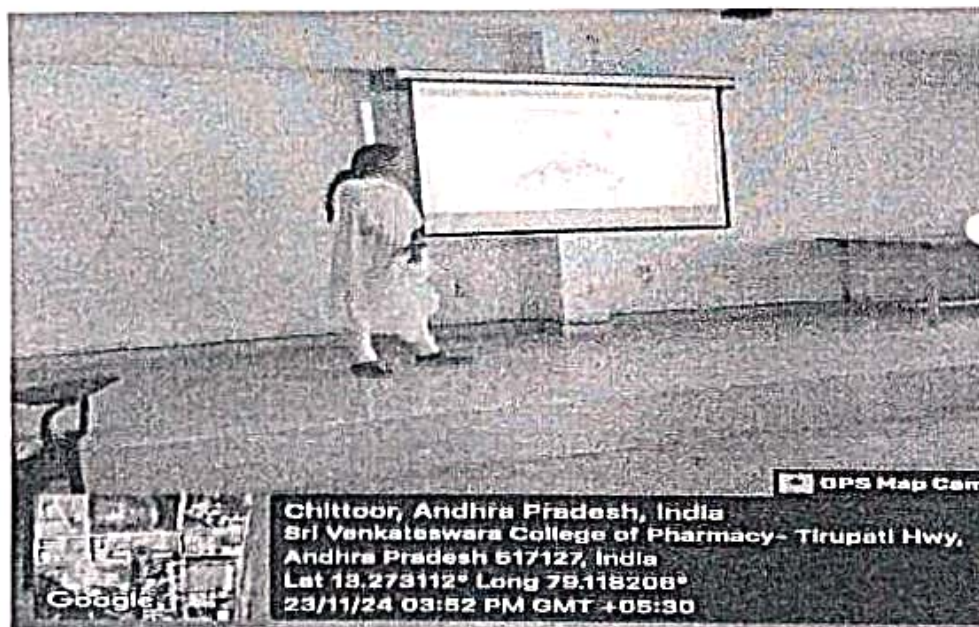 GPS Map Cam
Chittoor, Andhra Pradesh, India
Sri Venkateswara College of Pharmacy- Tirupati Hwy,
Andhra Pradesh 517127, India
Lat 13.273112° Long 79.118206°
23/11/24 03:52 PM GMT +05:30
Google